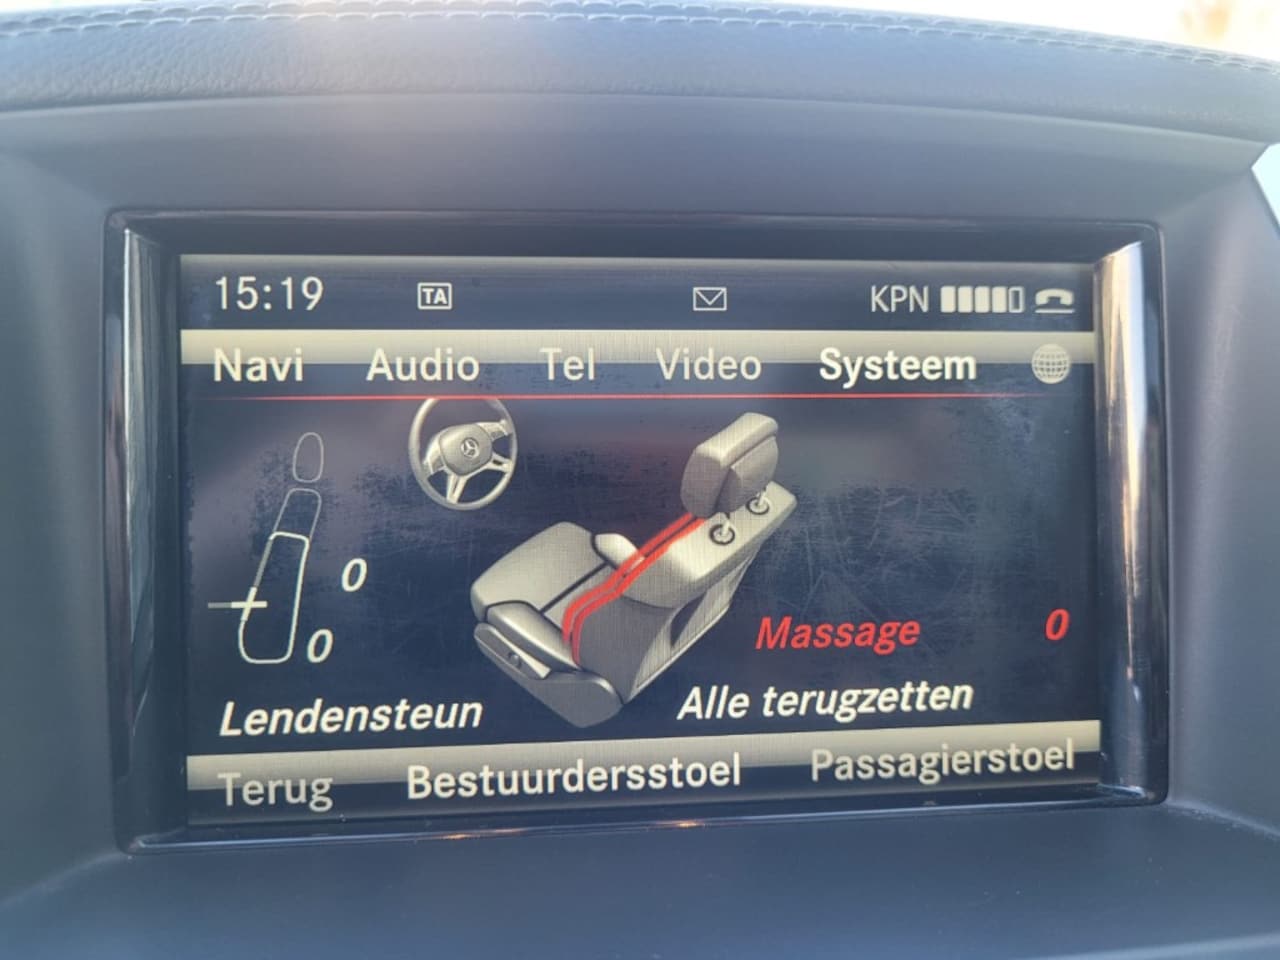 15:19 TA KPN
Navi Audio Tel Video Systeem
0
0
Massage 0
Lendensteun Alle terugzetten
Terug Bestuurdersstoel Passagierstoel